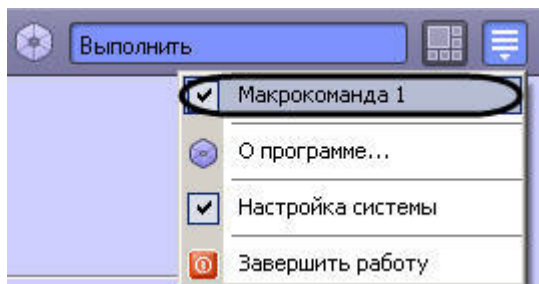 Выполнить
Макрокоманда 1
О программе...
Настройка системы
Завершить работу